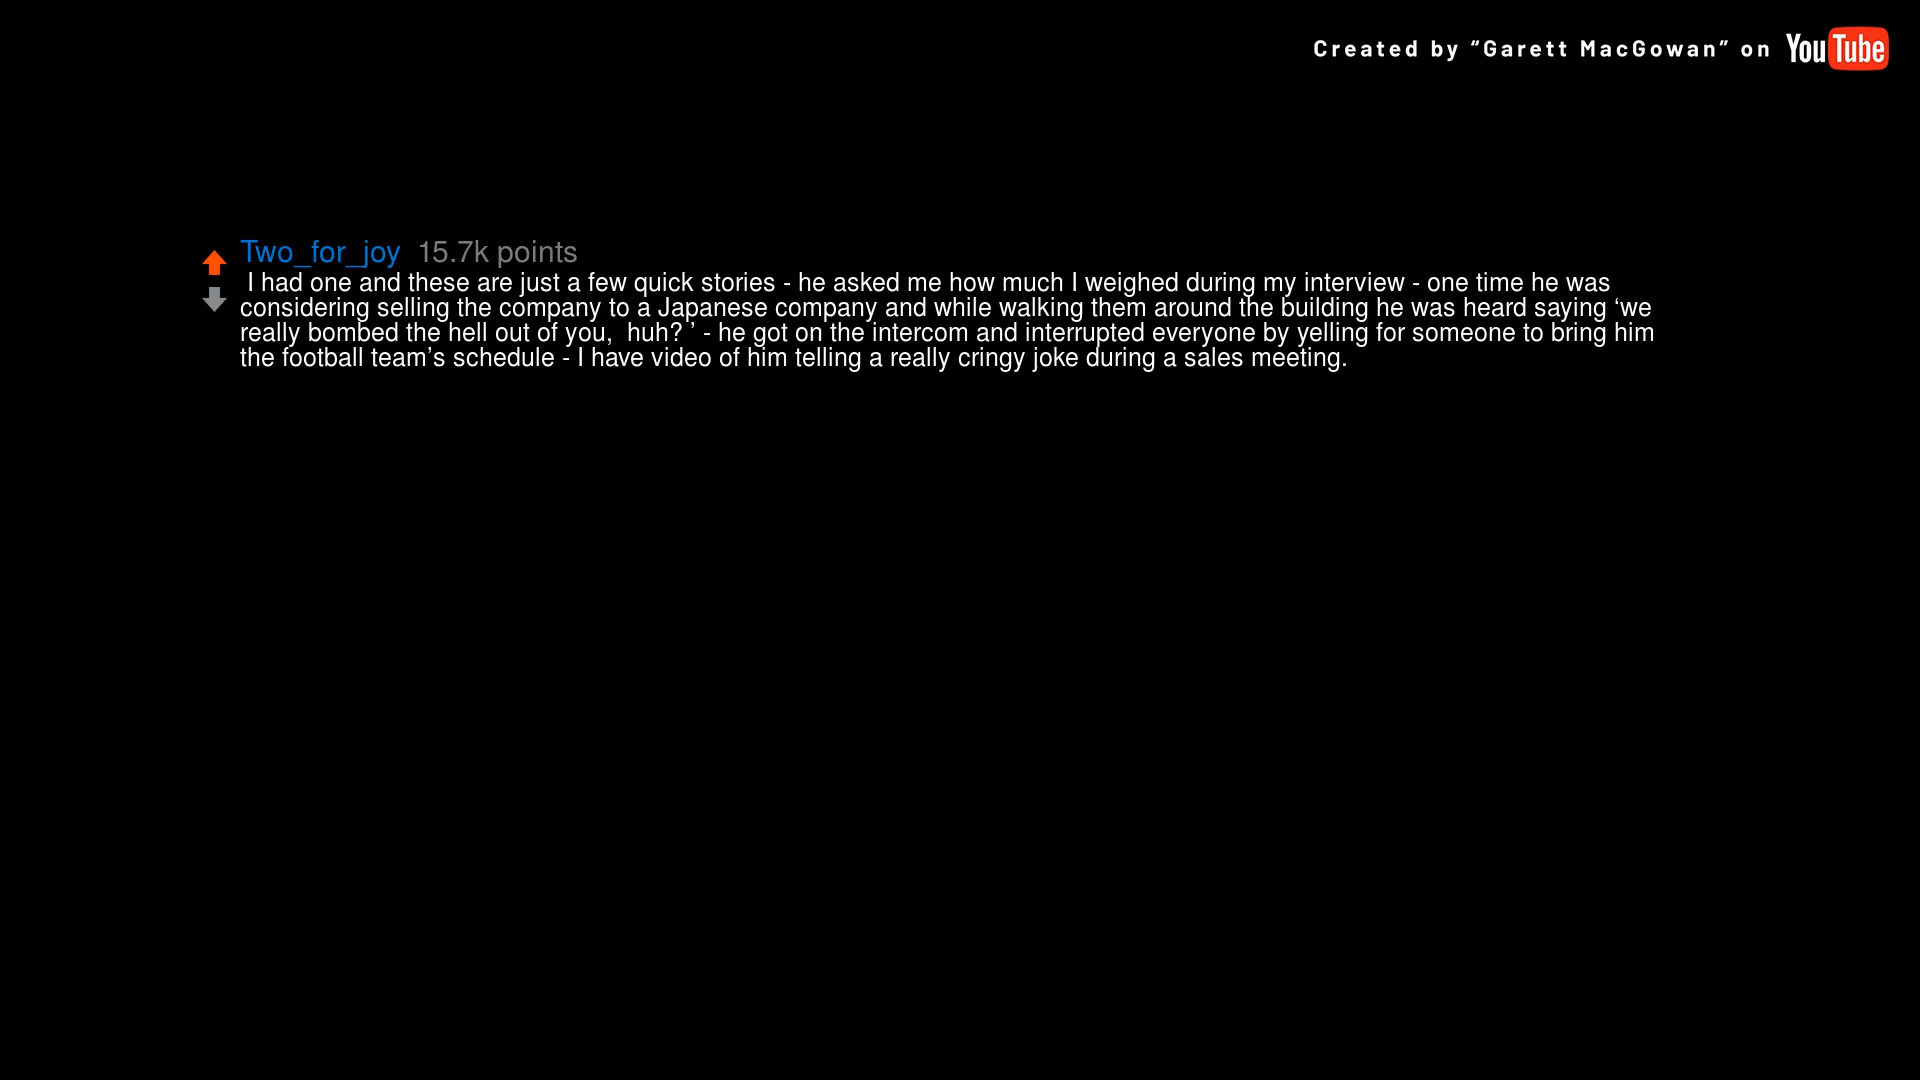 Created by “Garett MacGowan” on YouTube
Two_for_joy 15.7k points
I had one and these are just a few quick stories - he asked me how much I weighed during my interview - one time he was
considering selling the company to a Japanese company and while walking them around the building he was heard saying ‘we
really bombed the hell out of you,  huh? ’ - he got on the intercom and interrupted everyone by yelling for someone to bring him
the football team’s schedule - I have video of him telling a really cringy joke during a sales meeting.